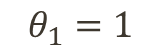 θ₁ = 1